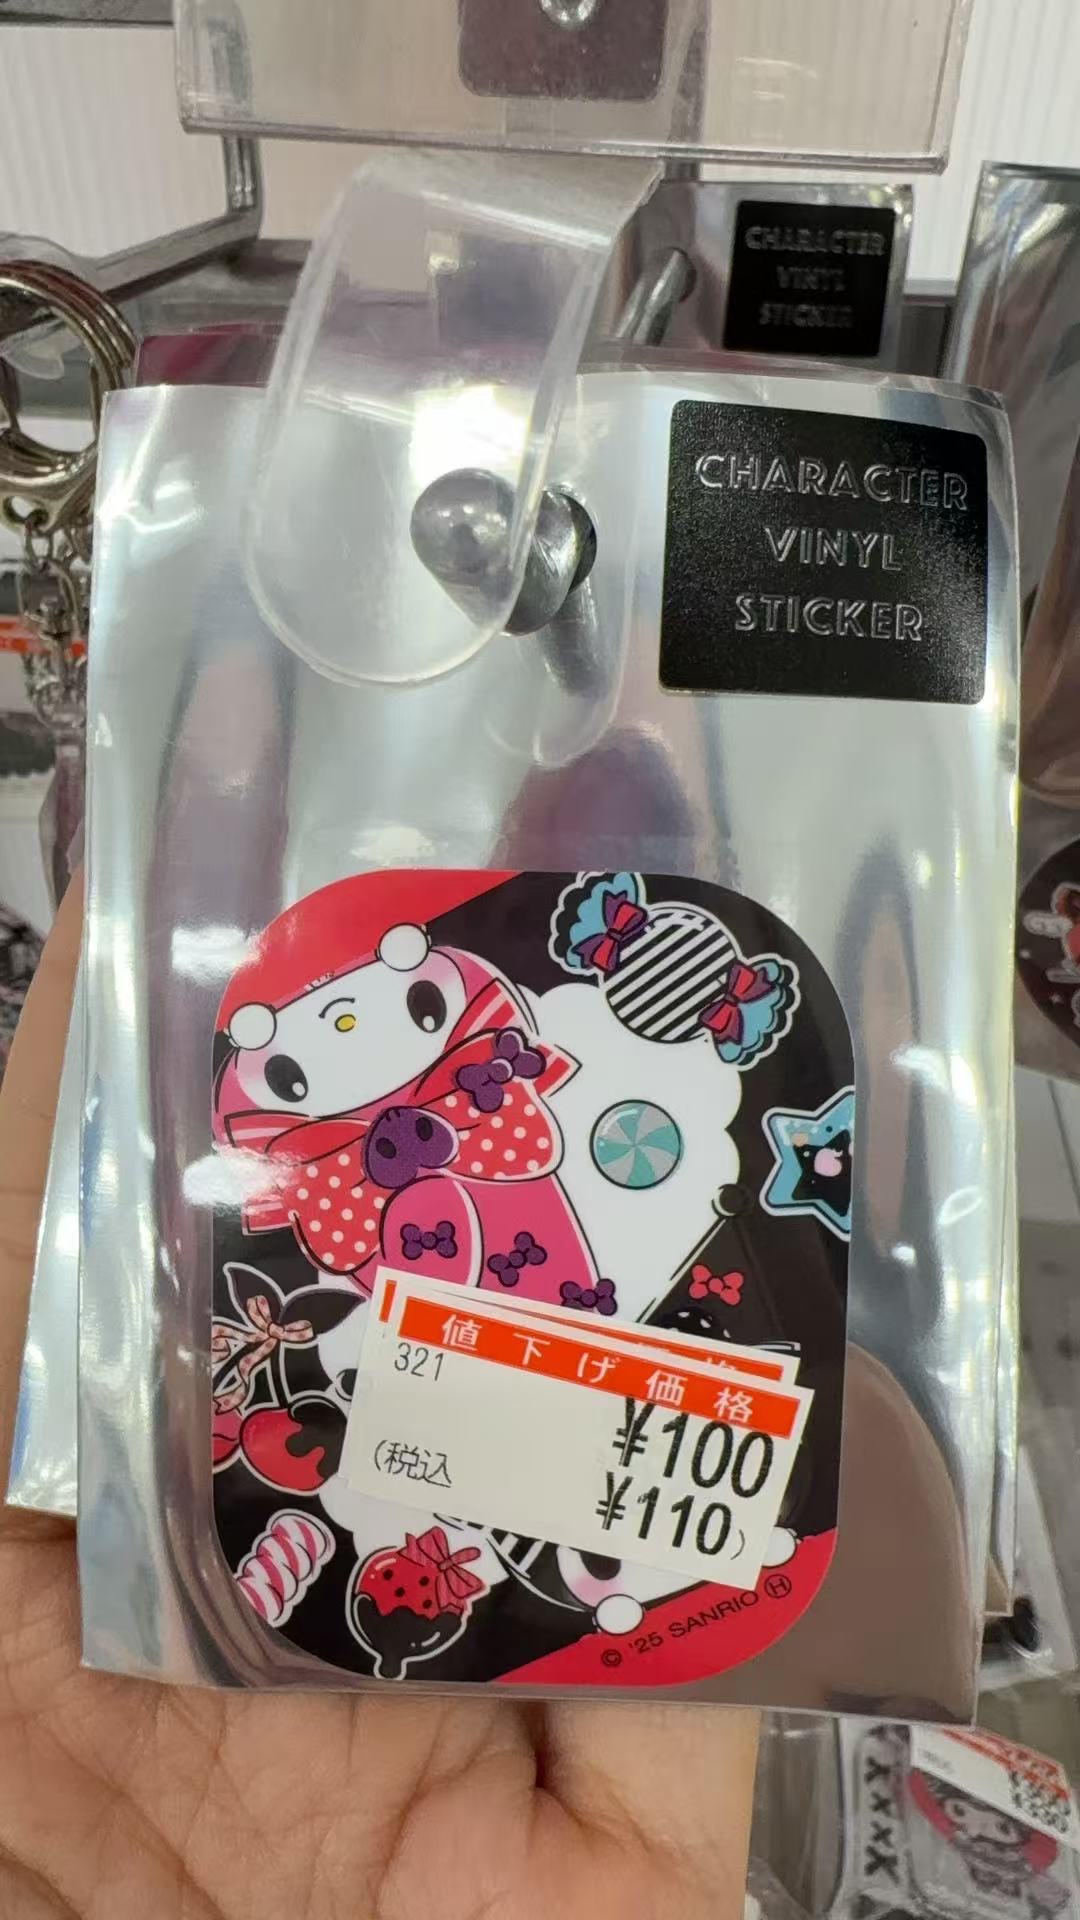 CHARACTER
VINYL
STICKER
CHARACTER
VINYL
STICKER
値下げ価格
321
¥100
(税込 ¥110)
© '25 SANRIO Ⓗ